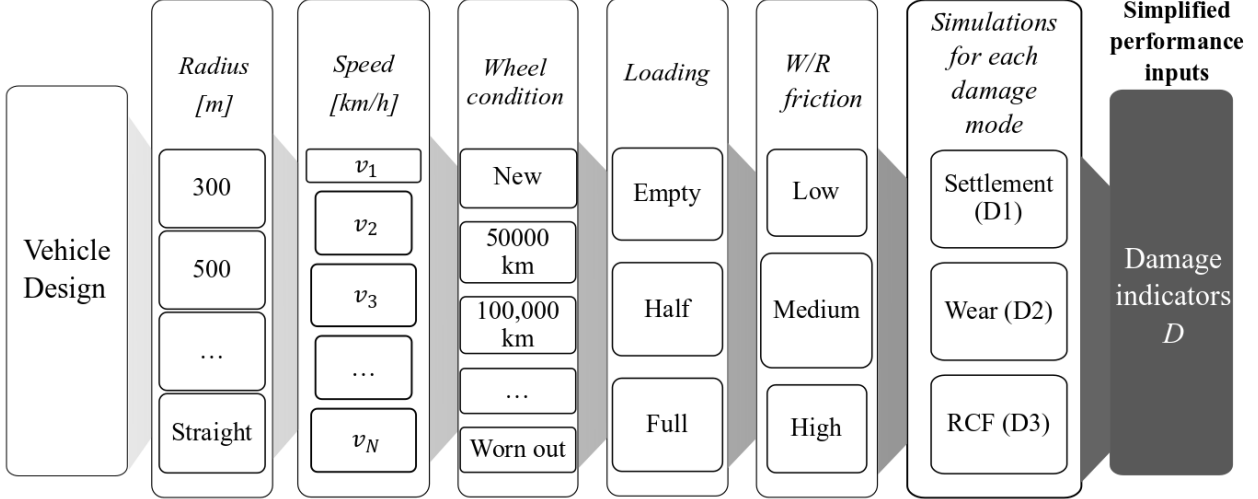 Vehicle
Design
Radius
[m]
300
500
…
Straight
Speed
[km/h]
v₁
v₂
v₃
…
v_N
Wheel
condition
New
50000
km
100,000
km
…
Worn out
Loading
Empty
Half
Full
W/R
friction
Low
Medium
High
Simulations
for each
damage
mode
Settlement
(D1)
Wear (D2)
RCF (D3)
Simplified
performance
inputs
Damage
indicators
D